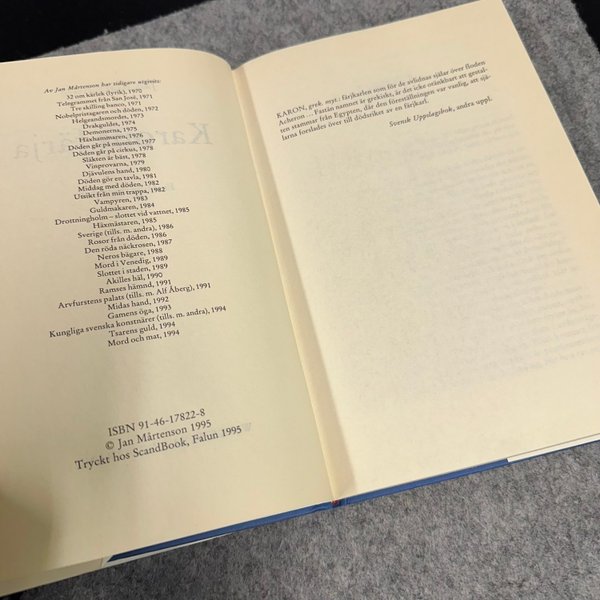 Av Jan Mårtenson har tidigare utgivits:
32 nm kärlek (lyrik), 1970
Telegrammet från San José, 1971
Tre skilling banco, 1971
Nobelpristagaren och döden, 1972
Helgeandsmordet, 1973
Drakguldet, 1974
Demonerna, 1975
Häxhammaren, 1976
Döden går på museum, 1977
Döden går på cirkus, 1978
Släkten är bäst, 1978
Vinprovarna, 1979
Djävulens hand, 1980
Döden gör en tavla, 1981
Middag med döden, 1982
Utsikt från min trappa, 1982
Vampyren, 1983
Guldmakaren, 1984
Drottningholm – slottet vid vattnet, 1985
Häxmästaren, 1985
Sverige (tills. m. andra), 1986
Rosor från döden, 1986
Den röda näckrosen, 1987
Neros bägare, 1988
Mord i Venedig, 1989
Slottet i staden, 1989
Akilles häl, 1990
Ramses hämnd, 1991
Arvfurstens palats (tills. m. Alf Åberg), 1991
Midas hand, 1992
Gamens öga, 1993
Kungliga svenska konstnärer (tills. m. andra), 1994
Tsarens guld, 1994
Mord och mat, 1994
ISBN 91-46-17822-8
© Jan Mårtenson 1995
Tryckt hos ScandBook, Falun 1995
KARON, grek. myt.: färjkarlen som för de avlidnas själar över floden
Acheron ... Fastän namnet är grekiskt, är det icke otänkbart att gestal-
ten stammar från Egypten, där den föreställningen var vanlig, att sjä-
larna forslades över till dödsriket av en färjkarl.
Svensk Uppslagsbok, andra uppl.